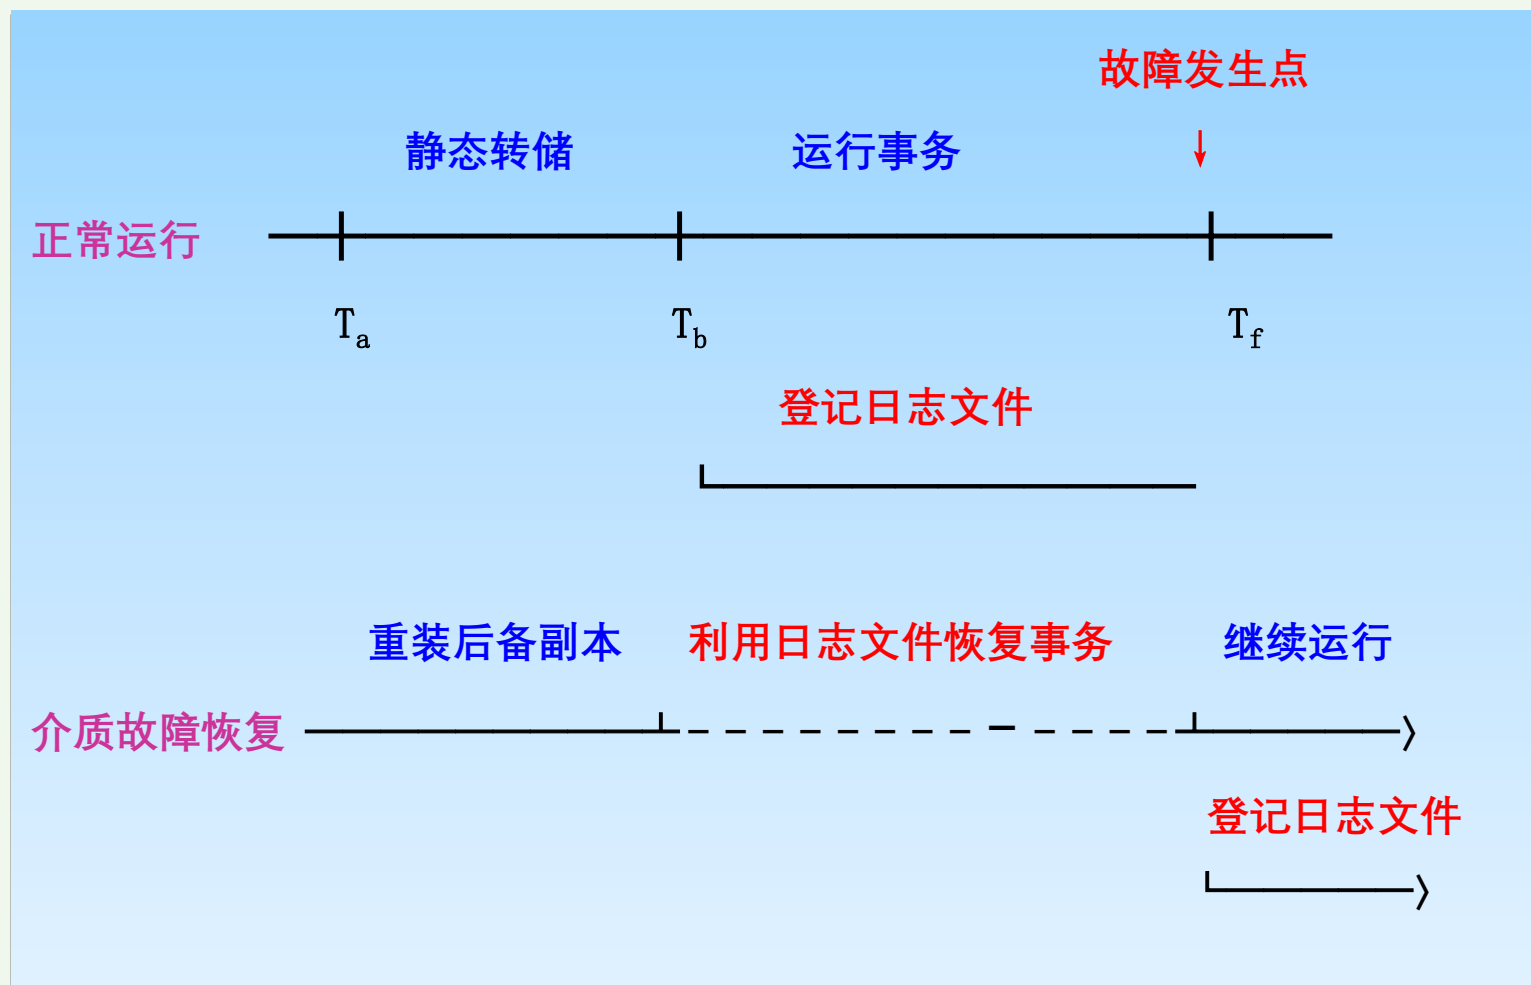 故障发生点
静态转储 运行事务
正常运行
Ta Tb Tf
登记日志文件
重装后备副本 利用日志文件恢复事务 继续运行
介质故障恢复
登记日志文件